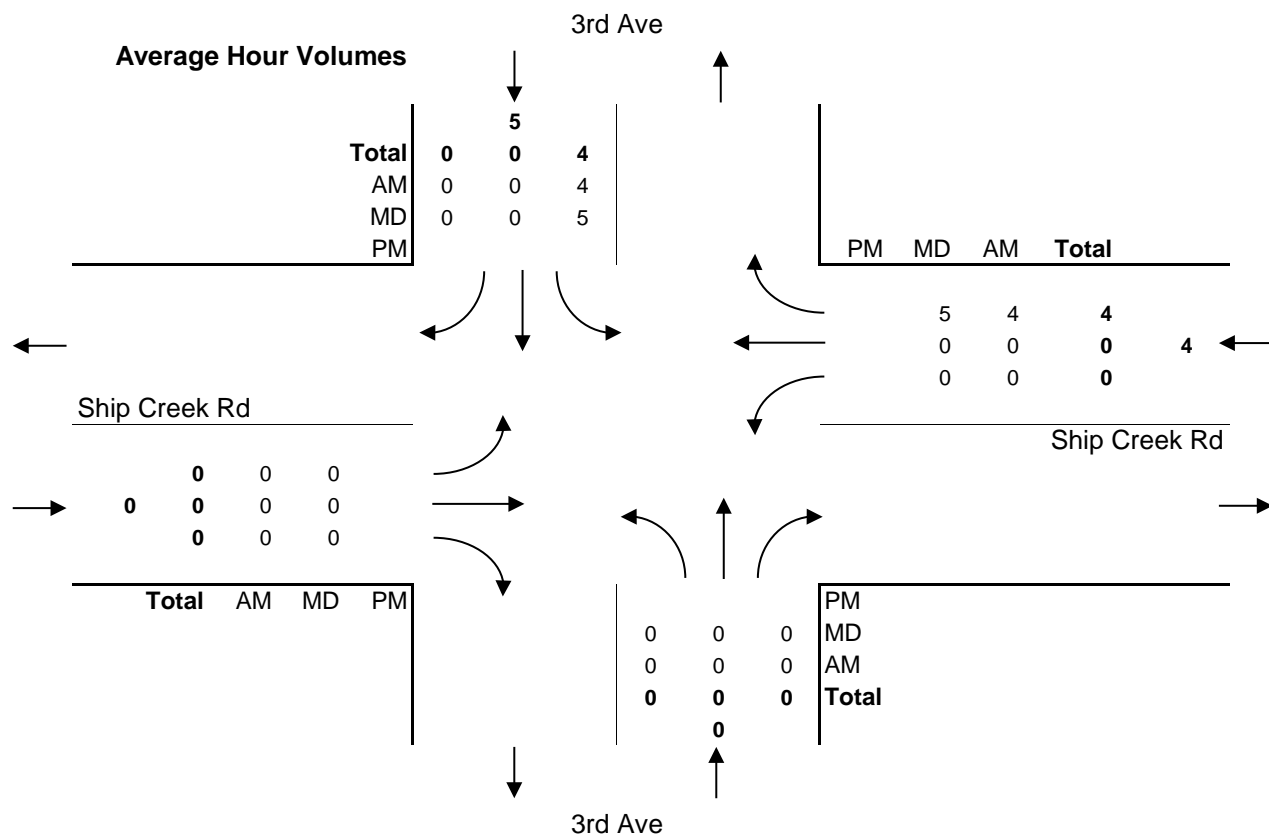 3rd Ave
Average Hour Volumes
5
Total 0 0 4
AM 0 0 4
MD 0 0 5
PM
PM MD AM Total
5 4 4
0 0 0 4
0 0 0
Ship Creek Rd
Ship Creek Rd
0 0 0
0 0 0 0
0 0 0
Total AM MD PM
PM
0 0 0 MD
0 0 0 AM
0 0 0 Total
0
3rd Ave